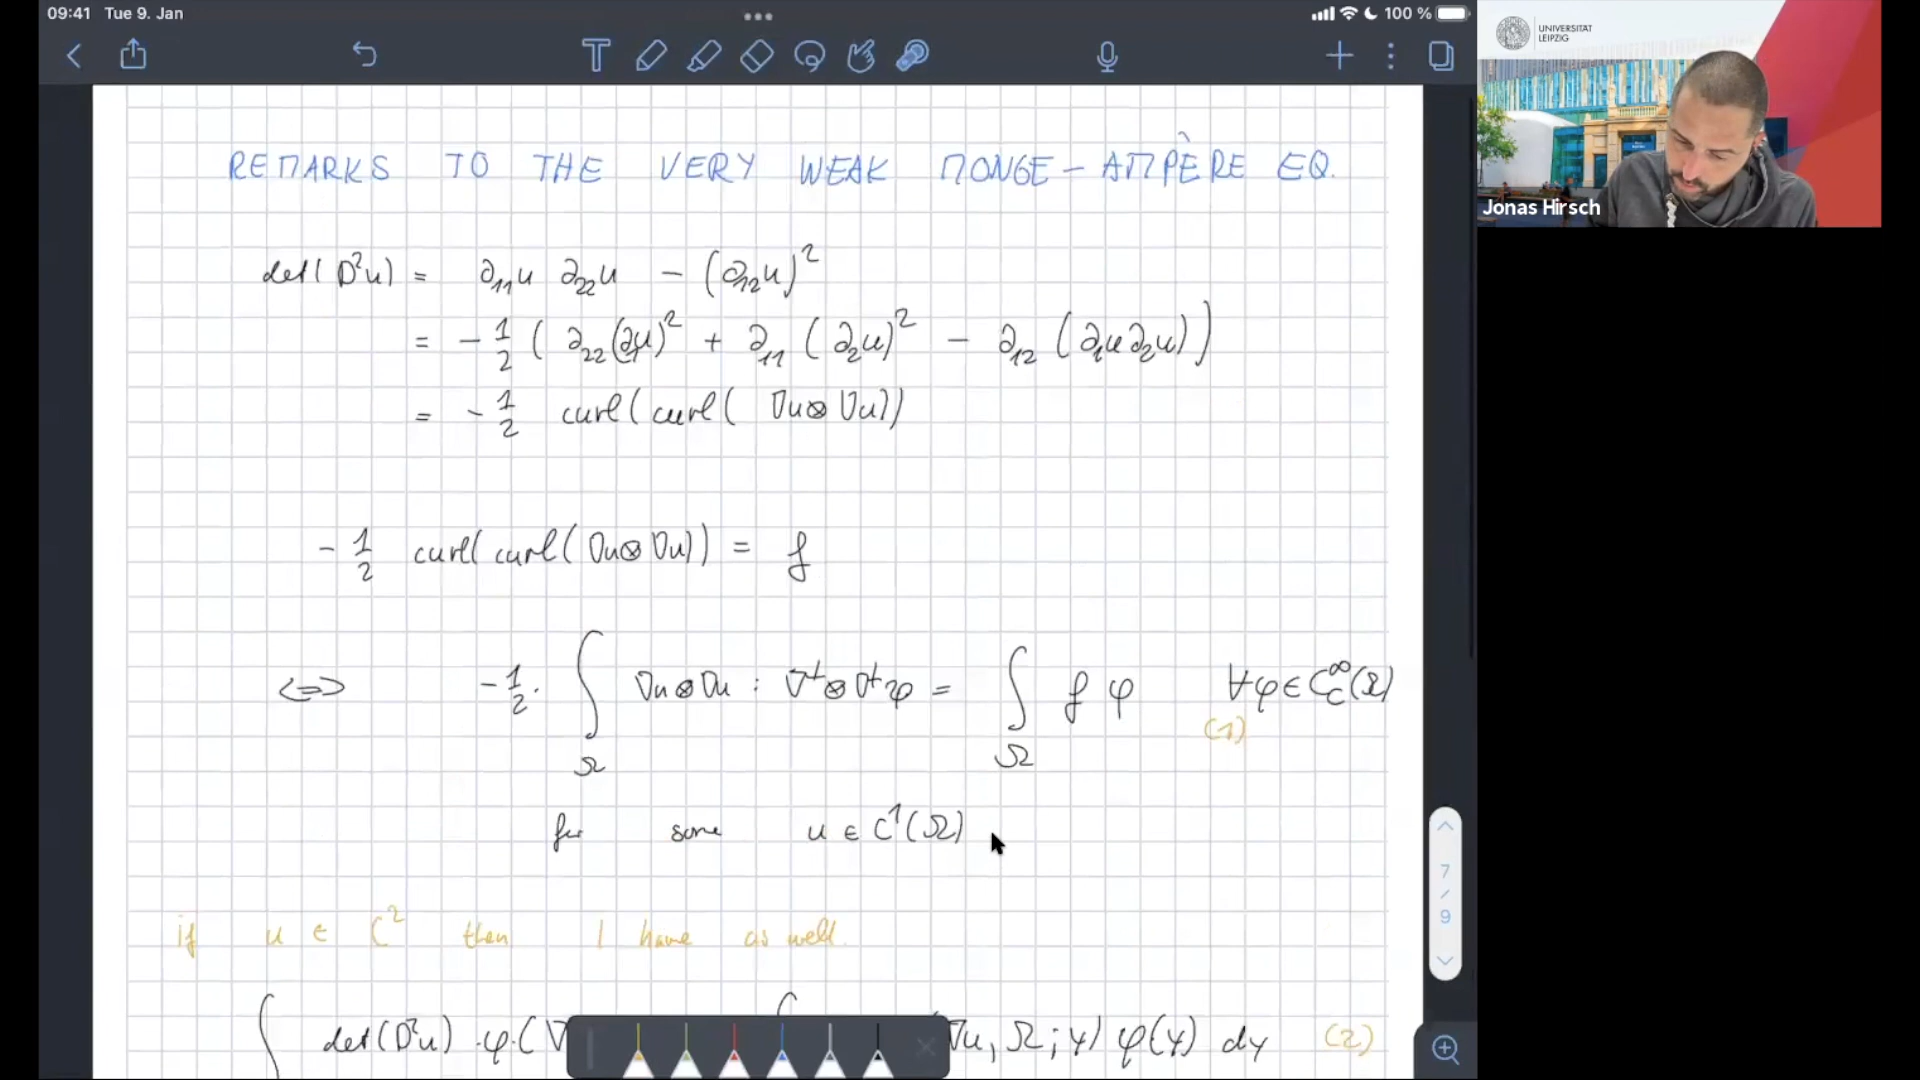 09:41 Tue 9. Jan
100 %
UNIVERSITÄT
LEIPZIG
Jonas Hirsch
REMARKS TO THE VERY WEAK MONGE-AMPÈRE EQ.
det(D²u) = ∂₁₁u ∂₂₂u - (∂₁₂u)²
= -1/2 ( ∂₂₂(∂₁u)² + ∂₁₁(∂₂u)² - ∂₁₂(∂₁u∂₂u))
= -1/2 curl(curl(∇u⊗∇u))
-1/2 curl(curl(∇u⊗∇u)) = f
<=> -1/2 · ∫_Ω ∇u⊗∇u : ∇^⊥⊗∇^⊥φ = ∫_Ω f φ ∀φ∈C_c^∞(Ω)
(1)
for some u ∈ C¹(Ω)
if u ∈ C² then I have as well
∫ det(D²u)·φ·(∇ ∇u, Ω; y) φ(y) dy (2)
7
/
9